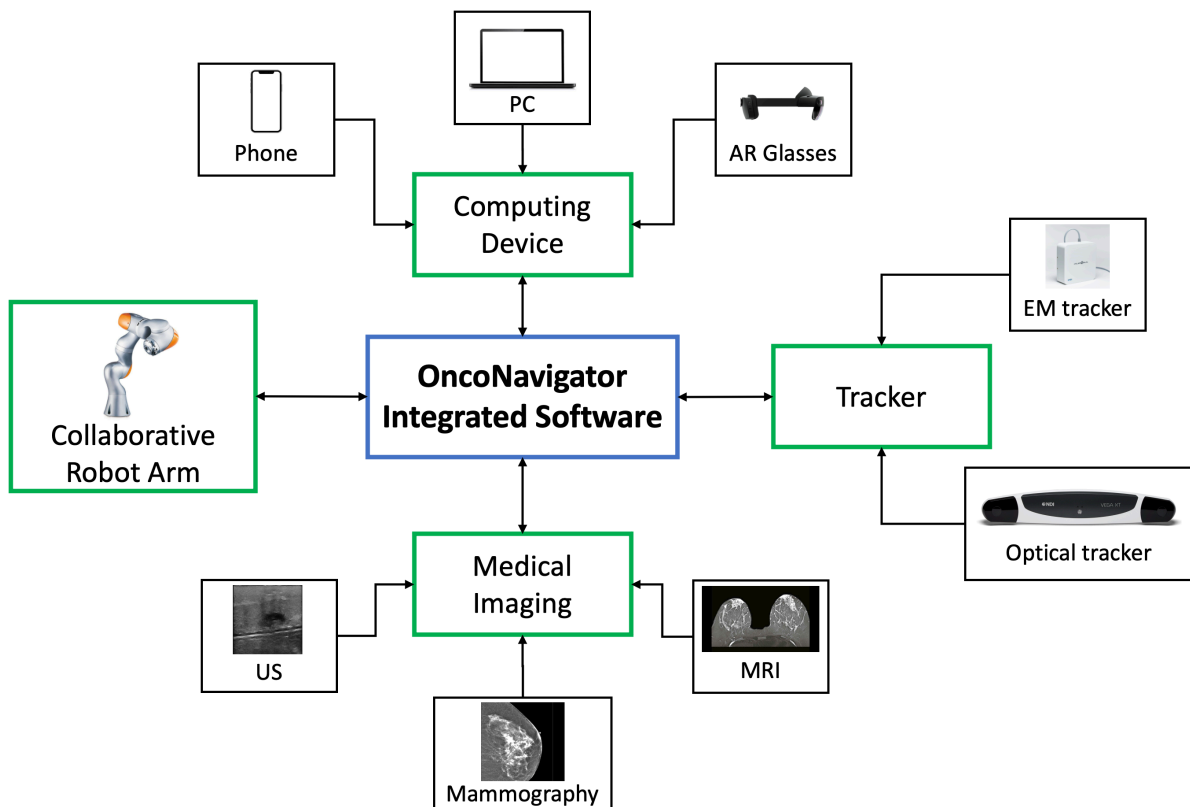 PC
Phone
AR Glasses
Computing
Device
EM tracker
OncoNavigator
Integrated Software
Tracker
Collaborative
Robot Arm
NDI
Optical tracker
Medical
Imaging
US
MRI
Mammography